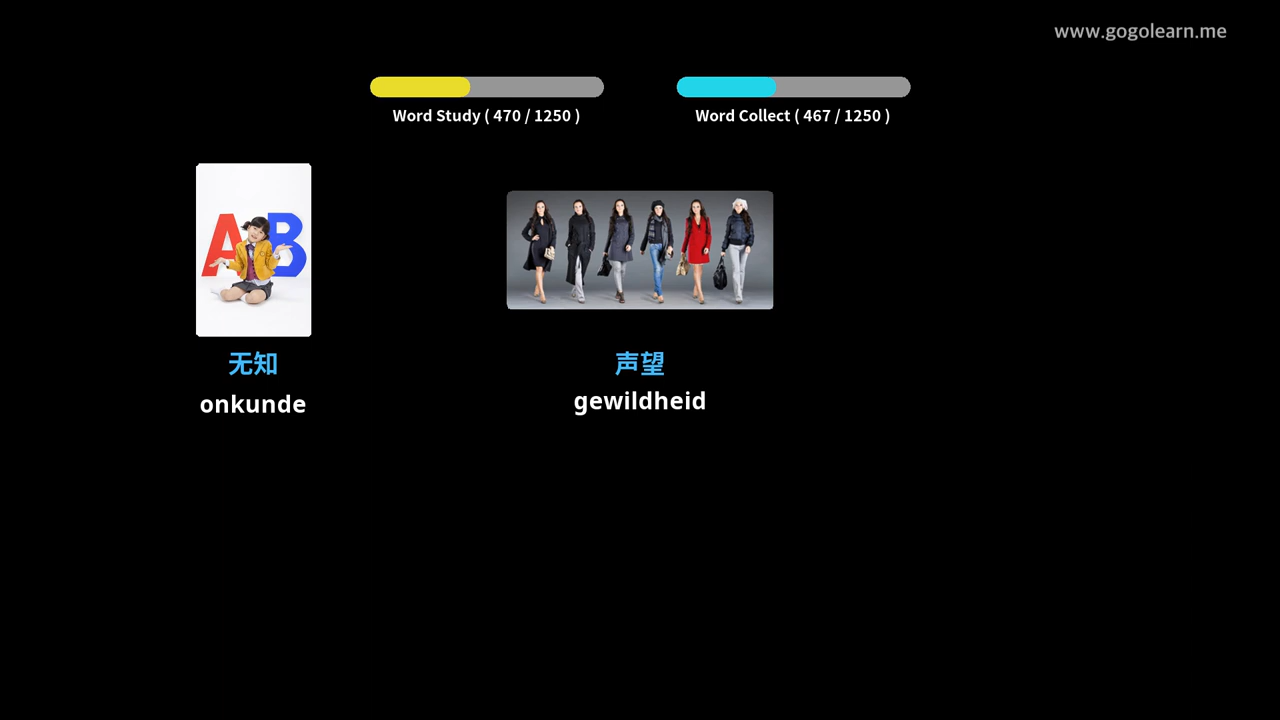 www.gogolearn.me
Word Study ( 470 / 1250 )
Word Collect ( 467 / 1250 )
A B
无知
声望
onkunde
gewildheid